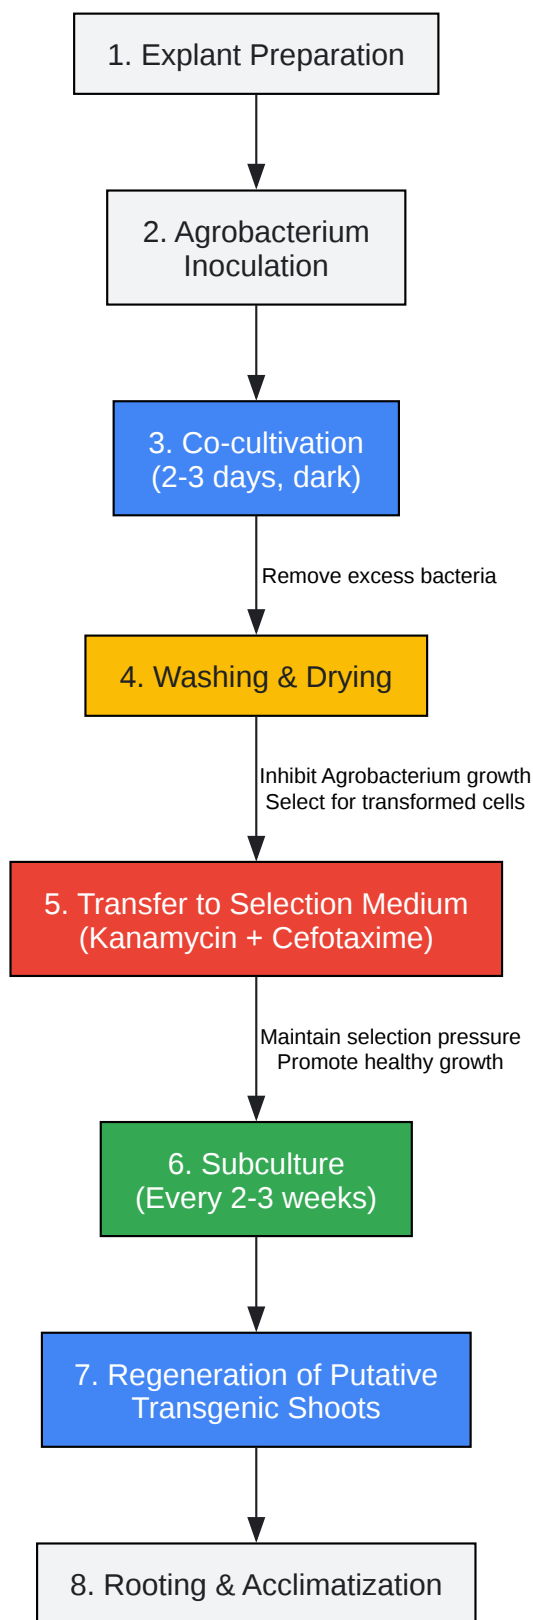 1. Explant Preparation
2. Agrobacterium
Inoculation
3. Co-cultivation
(2-3 days, dark)
Remove excess bacteria
4. Washing & Drying
Inhibit Agrobacterium growth
Select for transformed cells
5. Transfer to Selection Medium
(Kanamycin + Cefotaxime)
Maintain selection pressure
Promote healthy growth
6. Subculture
(Every 2-3 weeks)
7. Regeneration of Putative
Transgenic Shoots
8. Rooting & Acclimatization